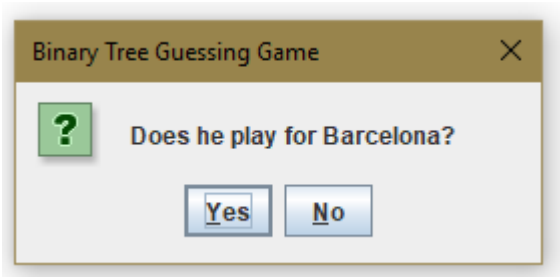 Binary Tree Guessing Game
?
Does he play for Barcelona?
Yes
No